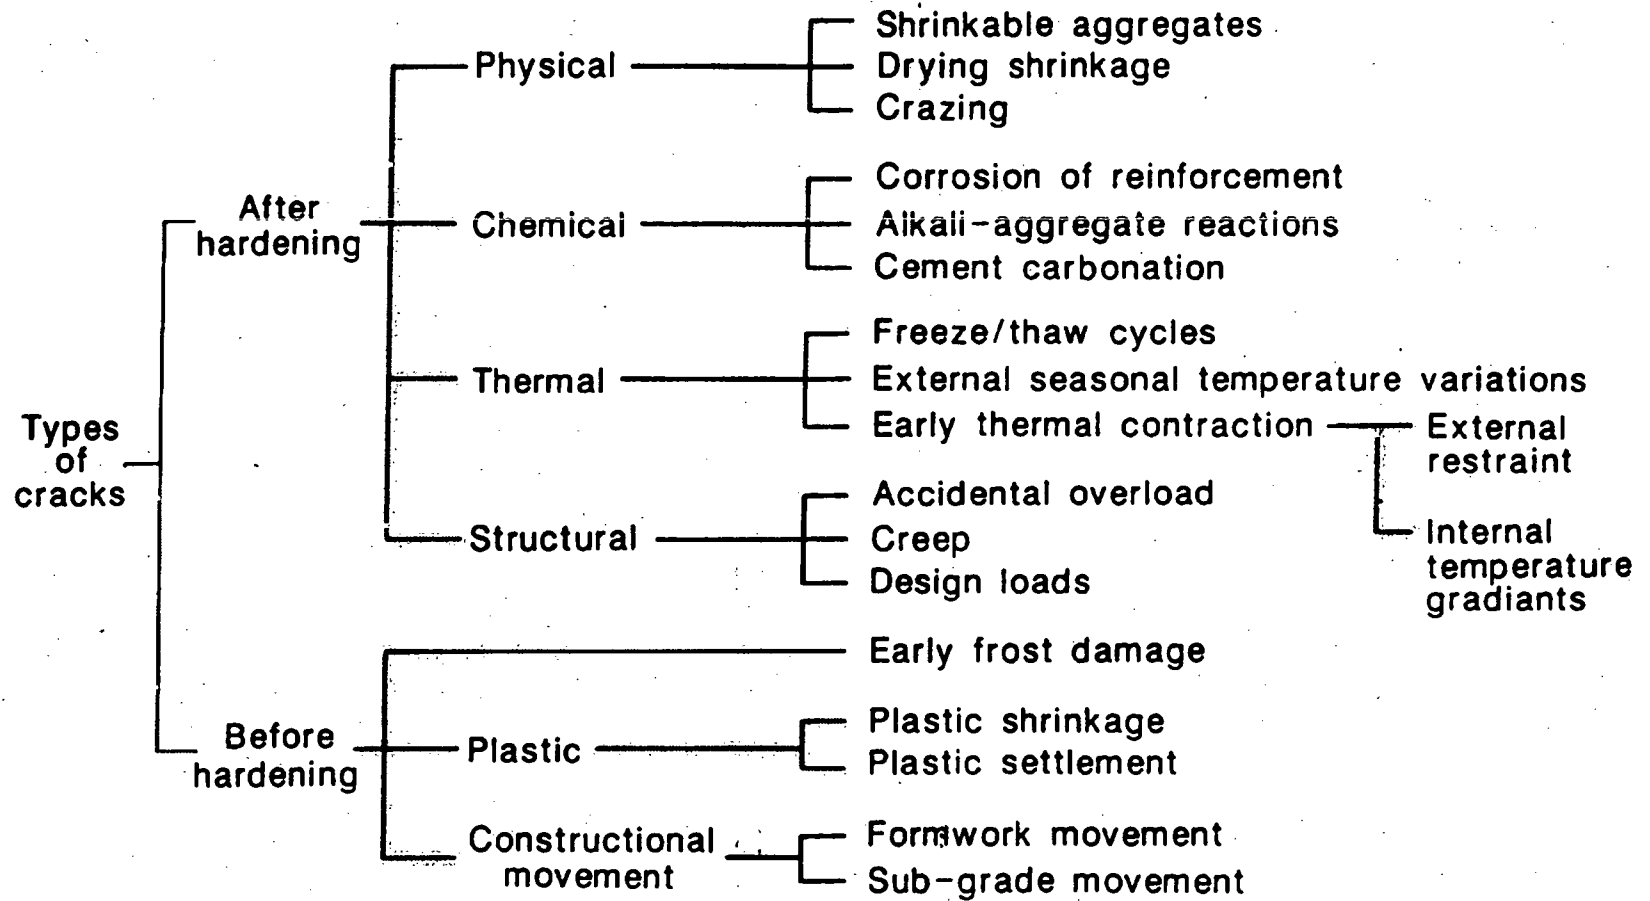 Types
of
cracks
After
hardening
Physical
Shrinkable aggregates
Drying shrinkage
Crazing
Chemical
Corrosion of reinforcement
Alkali-aggregate reactions
Cement carbonation
Thermal
Freeze/thaw cycles
External seasonal temperature variations
Early thermal contraction
External
restraint
Internal
temperature
gradiants
Structural
Accidental overload
Creep
Design loads
Before
hardening
Early frost damage
Plastic
Plastic shrinkage
Plastic settlement
Constructional
movement
Formwork movement
Sub-grade movement